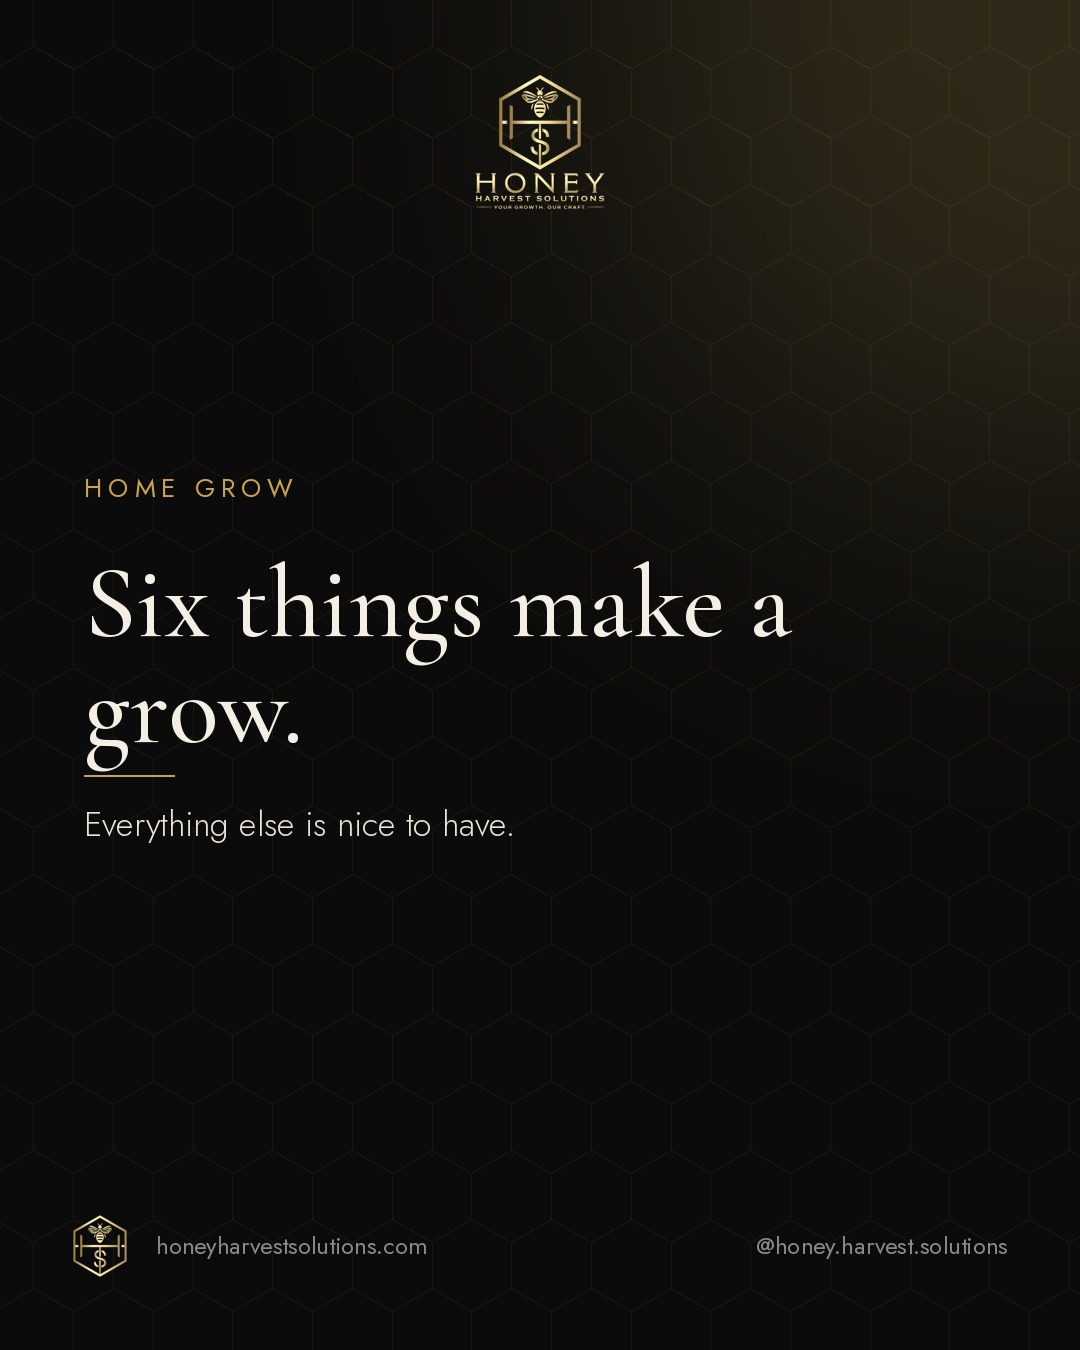 HONEY
HARVEST SOLUTIONS
YOUR GROWTH. OUR CRAFT.
HOME GROW
Six things make a
grow.
Everything else is nice to have.
honeyharvestsolutions.com
@honey.harvest.solutions